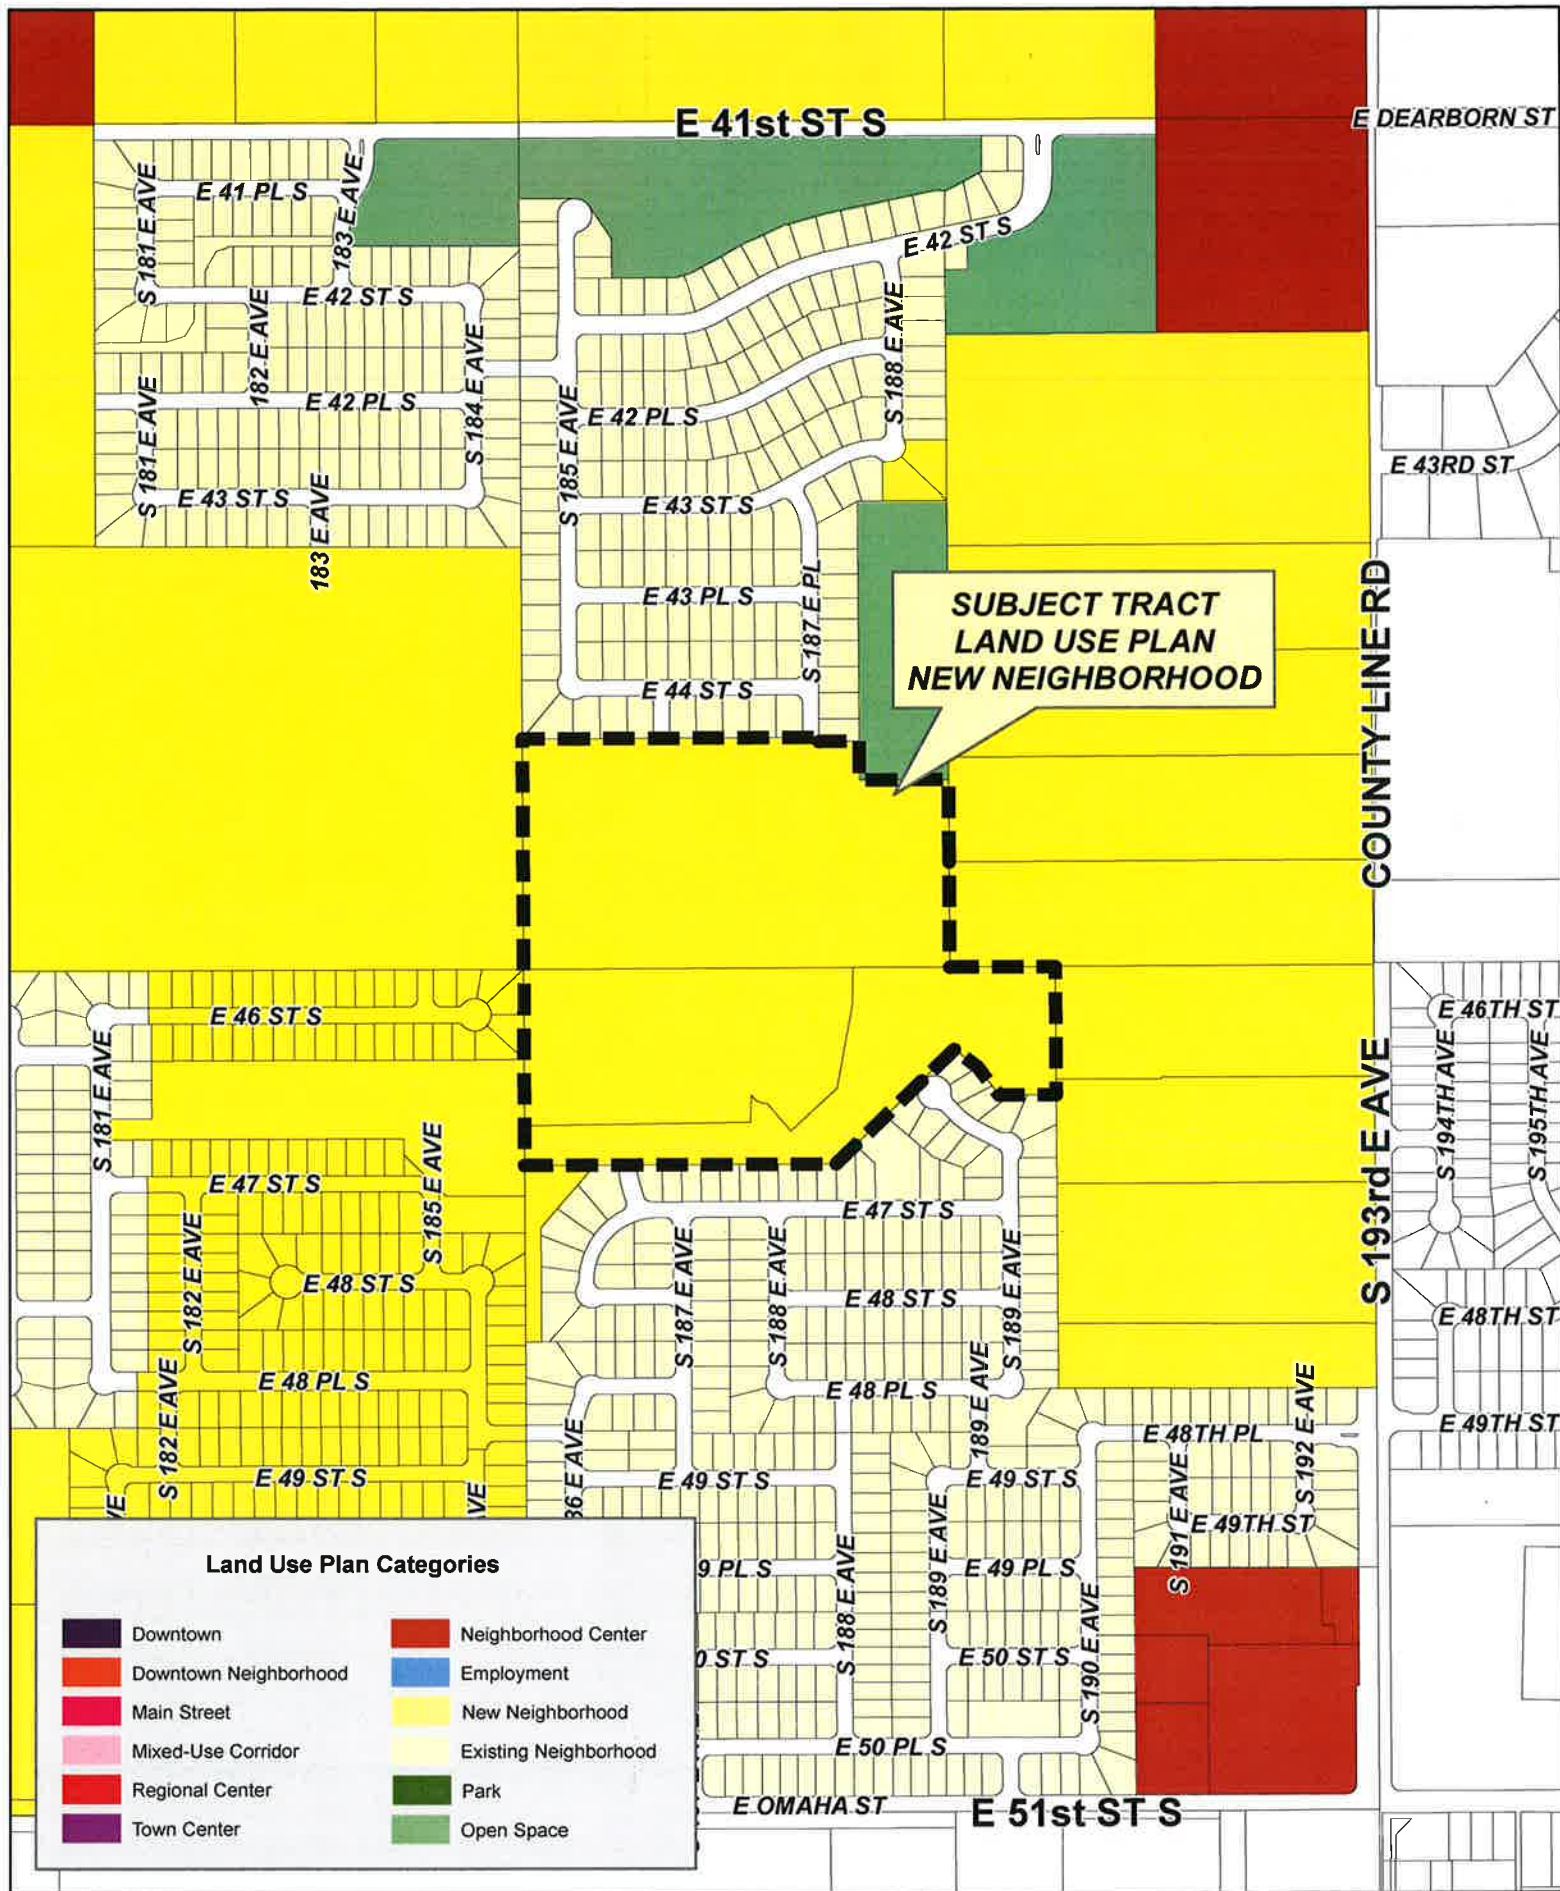 E 41st ST S
E DEARBORN ST
E 41 PL S
S 181 E AVE
183 E AVE
E 42 ST S
E 42 ST S
182 E AVE
S 184 E AVE
S 188 E AVE
E 42 PL S
E 42 PL S
S 181 E AVE
S 185 E AVE
E 43RD ST
E 43 ST S
E 43 ST S
183 E AVE
E 43 PL S
S 187 E PL
SUBJECT TRACT
LAND USE PLAN
NEW NEIGHBORHOOD
COUNTY LINE RD
E 44 ST S
E 46 ST S
E 46TH ST
S 181 E AVE
S 193rd E AVE
S 194TH AVE
S 195TH AVE
S 185 E AVE
E 47 ST S
E 47 ST S
S 182 E AVE
S 187 E AVE
S 188 E AVE
S 189 E AVE
E 48 ST S
E 48 ST S
E 48TH ST
E 48 PL S
E 48 PL S
S 182 E AVE
189 E AVE
S 192 E AVE
E 48TH PL
E 49TH ST
E 49 ST S
E 49 ST S
E 49 ST S
VE
VE
86 E AVE
S 191 E AVE
E 49TH ST
S 188 E AVE
S 189 E AVE
9 PL S
E 49 PL S
0 ST S
E 50 ST S
S 190 E AVE
E 50 PL S
E OMAHA ST
E 51st ST S
Land Use Plan Categories
Downtown
Downtown Neighborhood
Main Street
Mixed-Use Corridor
Regional Center
Town Center
Neighborhood Center
Employment
New Neighborhood
Existing Neighborhood
Park
Open Space